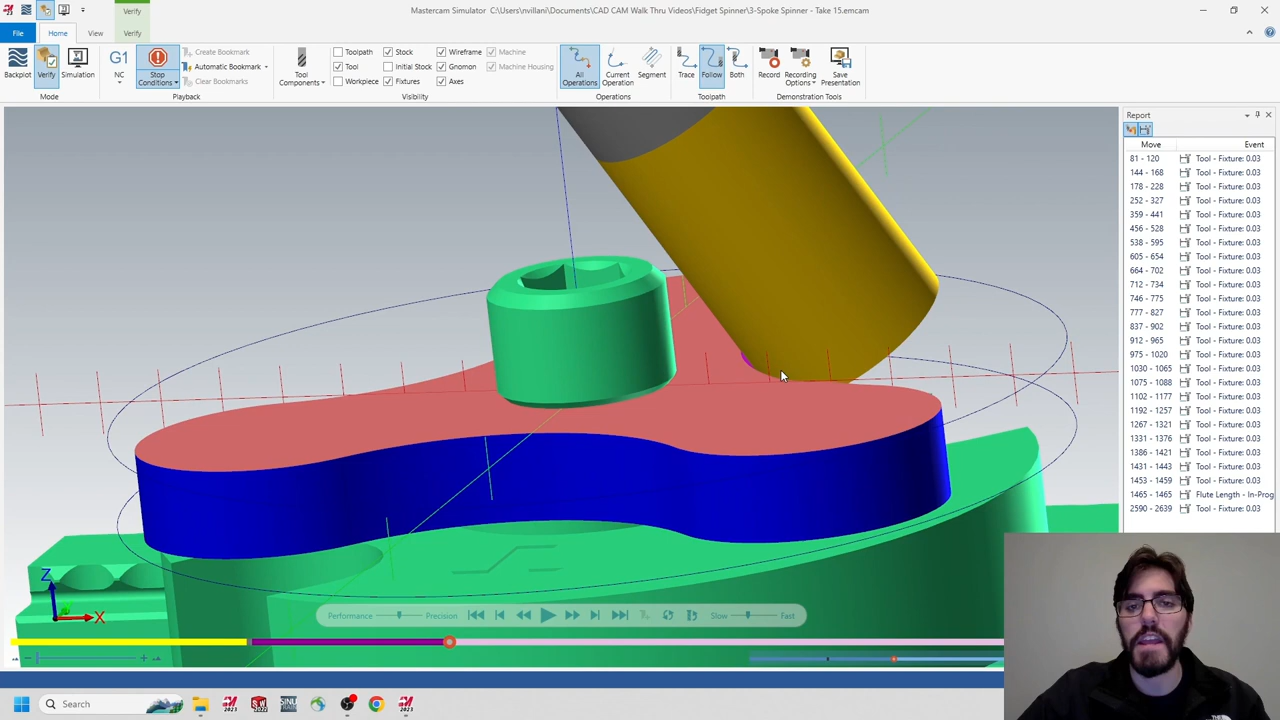 Verify
Mastercam Simulator C:\Users\nvillani\Documents\CAD CAM Walk Thru Videos\Fidget Spinner\3-Spoke Spinner - Take 15.emcam
File
Home
View
Verify
Backplot
Verify
Simulation
Mode
G1
NC
Stop Conditions
Create Bookmark
Automatic Bookmark
Clear Bookmarks
Playback
Tool Components
Toolpath
Tool
Workpiece
Stock
Initial Stock
Fixtures
Wireframe
Gnomon
Axes
Machine
Machine Housing
Visibility
All Operations
Current Operation
Segment
Operations
Trace
Follow
Both
Toolpath
Record
Recording Options
Save Presentation
Demonstration Tools
Report
Move Event
81 - 120 Tool - Fixture: 0.03
144 - 168 Tool - Fixture: 0.03
178 - 228 Tool - Fixture: 0.03
252 - 327 Tool - Fixture: 0.03
359 - 441 Tool - Fixture: 0.03
456 - 528 Tool - Fixture: 0.03
538 - 595 Tool - Fixture: 0.03
605 - 654 Tool - Fixture: 0.03
664 - 702 Tool - Fixture: 0.03
712 - 734 Tool - Fixture: 0.03
746 - 775 Tool - Fixture: 0.03
777 - 827 Tool - Fixture: 0.03
837 - 902 Tool - Fixture: 0.03
912 - 965 Tool - Fixture: 0.03
975 - 1020 Tool - Fixture: 0.03
1030 - 1065 Tool - Fixture: 0.03
1075 - 1088 Tool - Fixture: 0.03
1102 - 1177 Tool - Fixture: 0.03
1192 - 1257 Tool - Fixture: 0.03
1267 - 1321 Tool - Fixture: 0.03
1331 - 1376 Tool - Fixture: 0.03
1386 - 1421 Tool - Fixture: 0.03
1431 - 1443 Tool - Fixture: 0.03
1453 - 1459 Tool - Fixture: 0.03
1465 - 1465 Flute Length - In-Prog
2590 - 2639 Tool - Fixture: 0.03
Z
X
Performance Precision
Slow Fast
Search
2023
2023